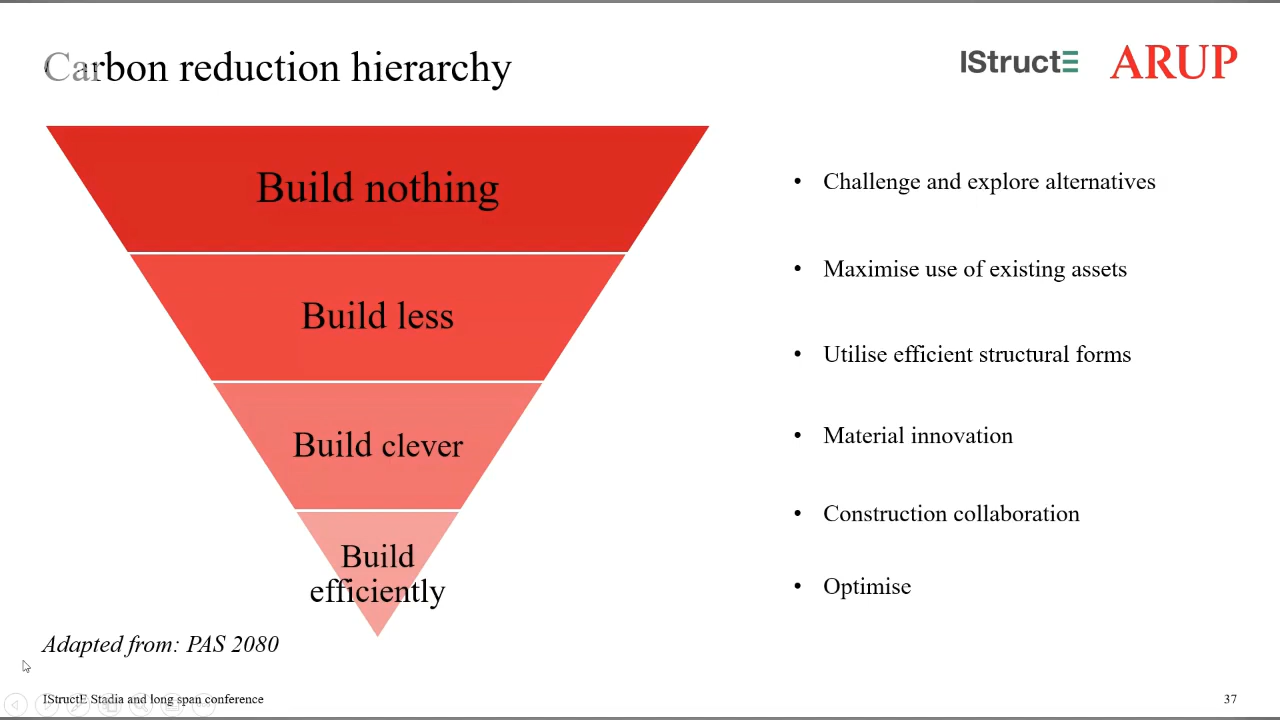 Carbon reduction hierarchy
IStructE
ARUP
Build nothing
Build less
Build clever
Build
efficiently
• Challenge and explore alternatives
• Maximise use of existing assets
• Utilise efficient structural forms
• Material innovation
• Construction collaboration
• Optimise
Adapted from: PAS 2080
IStructE Stadia and long span conference
37